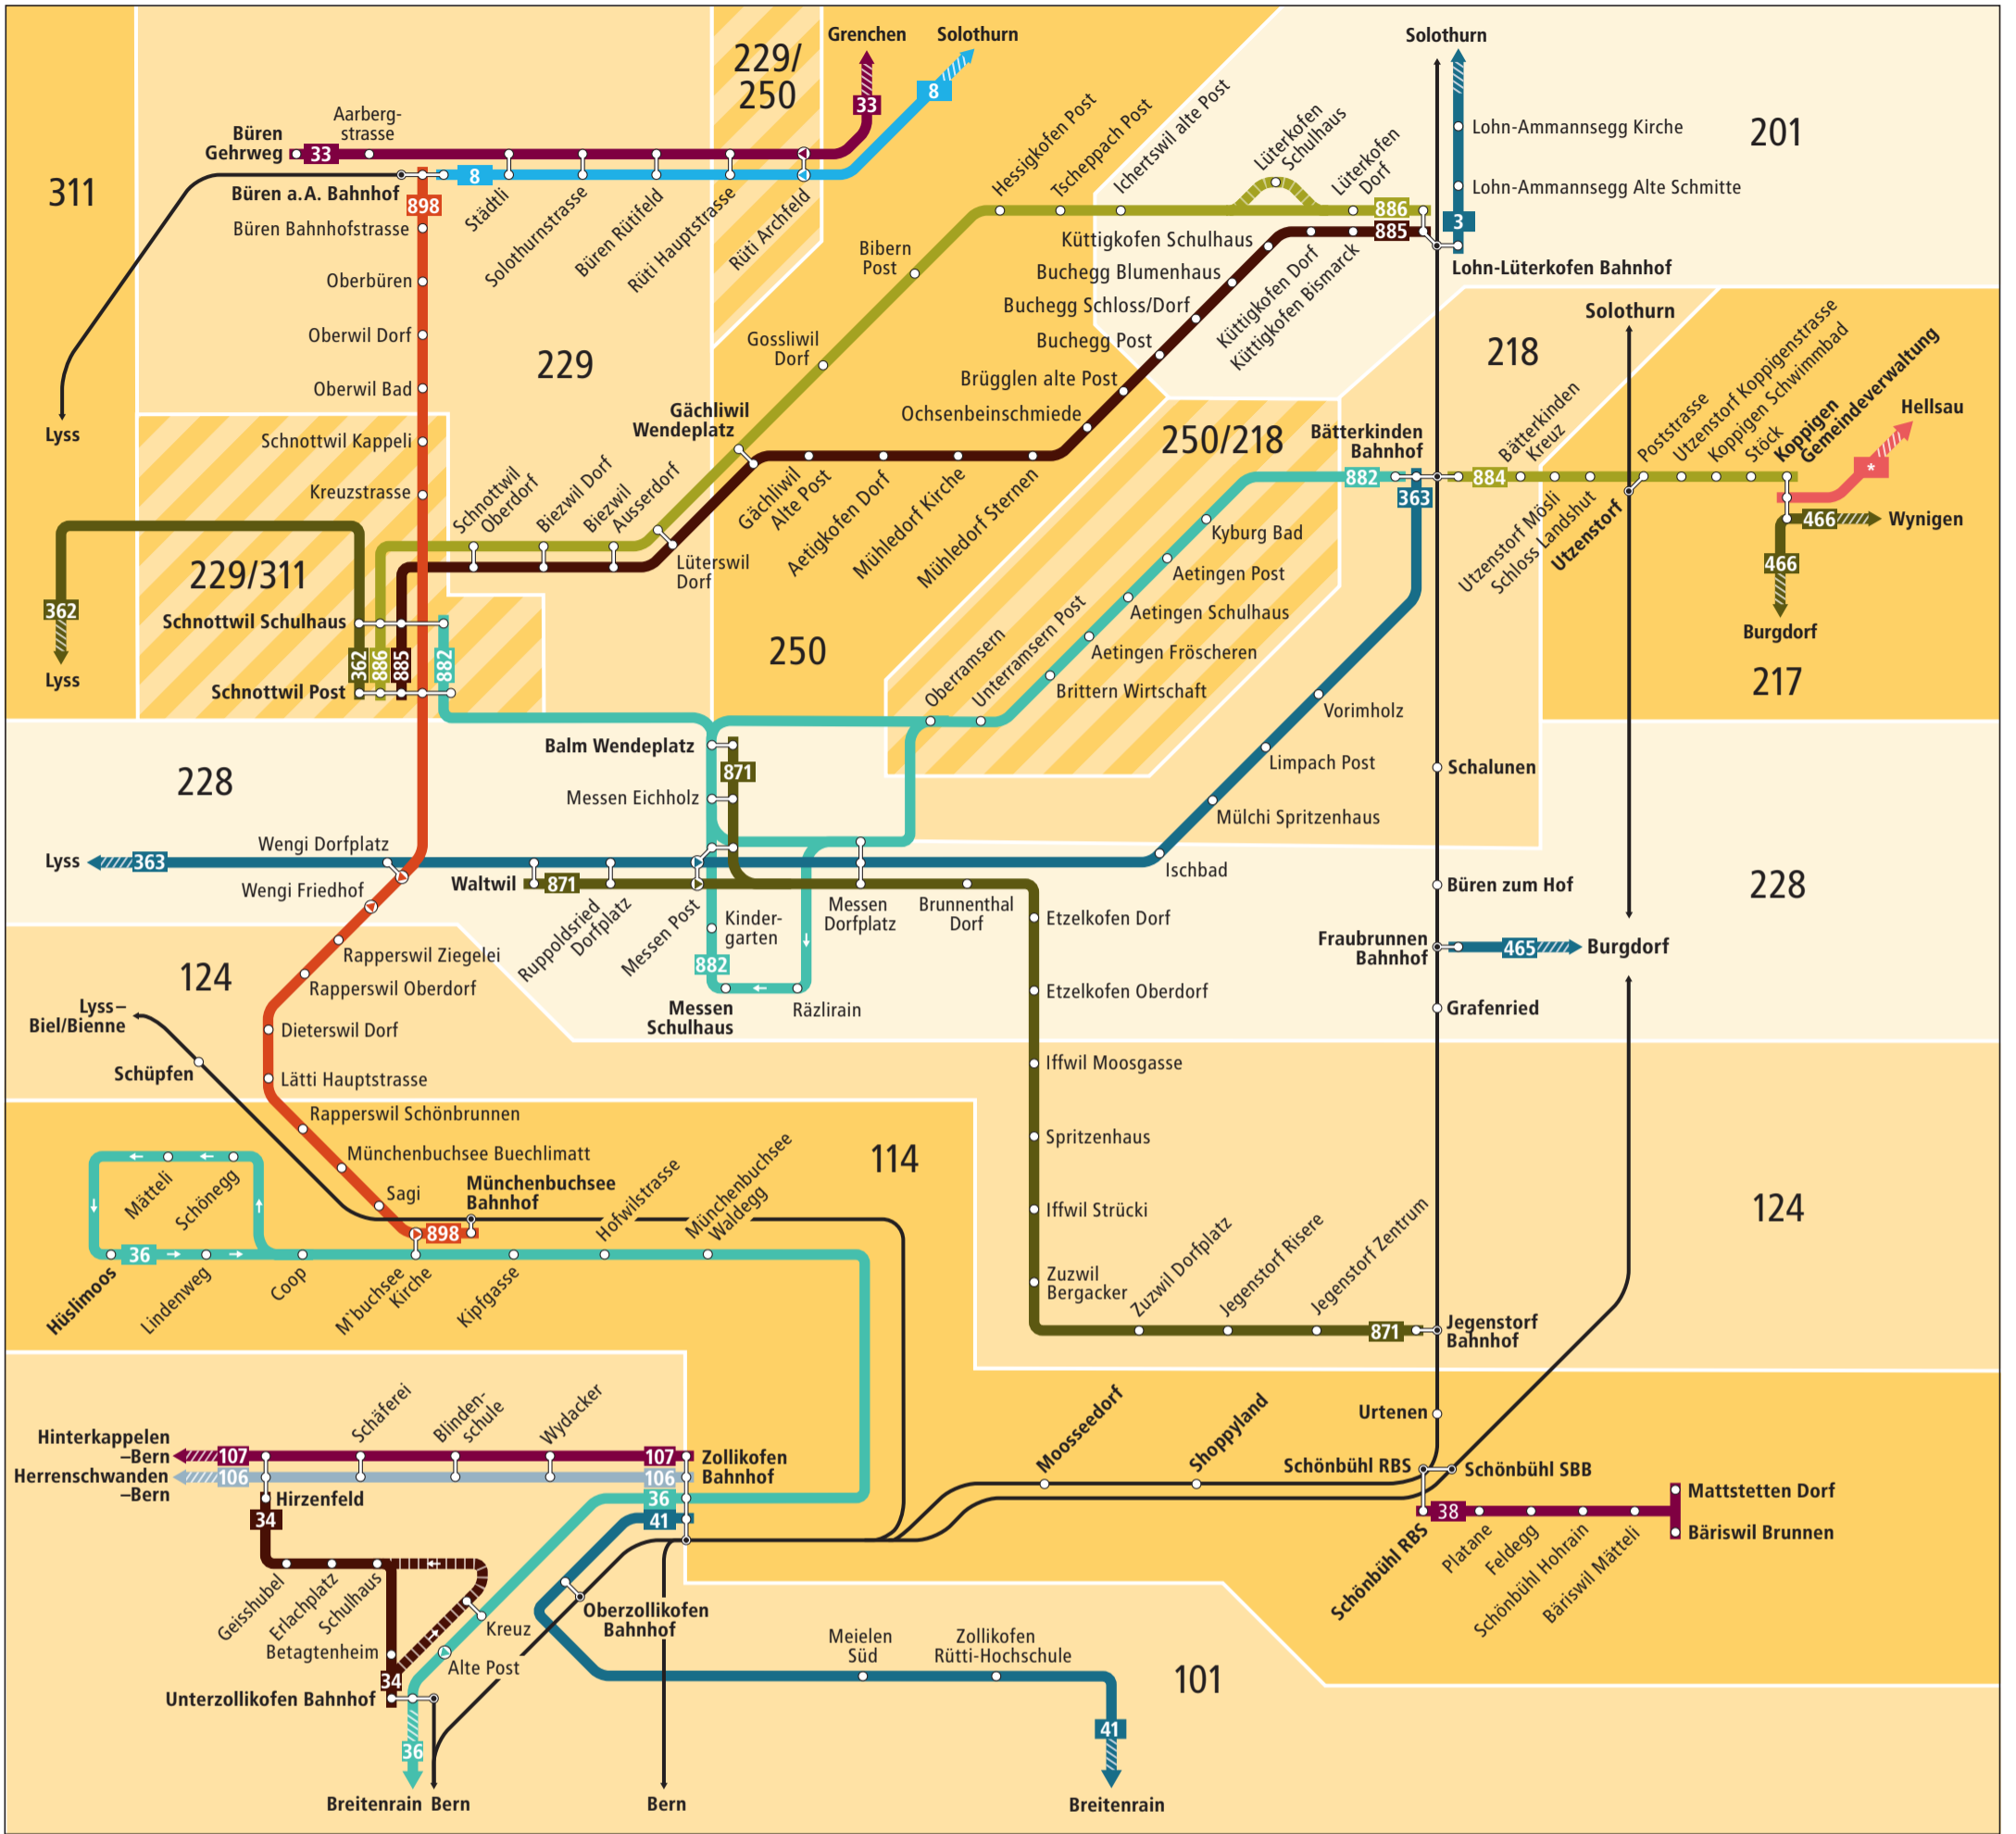 229/
250
Grenchen
Solothurn
Solothurn
8
33
Aarberg-
strasse
Büren
Gehrweg
33
311
Büren a.A. Bahnhof
8
898
Büren Bahnhofstrasse
Städtli
Solothurnstrasse
Büren Rütifeld
Rüti Hauptstrasse
Rüti Archfeld
Oberbüren
Oberwil Dorf
Oberwil Bad
229
Lyss
Schnottwil Kappeli
Kreuzstrasse
Hessigkofen Post
Tscheppach Post
Ichertswil alte Post
Lüterkofen
Schulhaus
Lüterkofen
Dorf
886
885
3
Lohn-Ammannsegg Kirche
201
Lohn-Ammannsegg Alte Schmitte
Lohn-Lüterkofen Bahnhof
Bibern
Post
Gossliwil
Dorf
Gächliwil
Wendeplatz
Küttigkofen Schulhaus
Buchegg Blumenhaus
Buchegg Schloss/Dorf
Buchegg Post
Brügglen alte Post
Ochsenbeinschmiede
Küttigkofen Dorf
Küttigkofen Bismarck
Solothurn
218
250/218
Bätterkinden
Bahnhof
882
363
884
Bätterkinden
Kreuz
Utzenstorf Mösli
Schloss Landshut
Utzenstorf
Poststrasse
Utzenstorf Koppigenstrasse
Koppigen Schwimmbad
Stöck
Koppigen
Gemeindeverwaltung
Hellsau
*
466
Wynigen
466
Burgdorf
217
Schnottwil
Oberdorf
Biezwil Dorf
Biezwil
Ausserdorf
Lüterswil
Dorf
Gächliwil
Alte Post
Aetigkofen Dorf
Mühledorf Kirche
Mühledorf Sternen
229/311
362
Lyss
Schnottwil Schulhaus
362
886
885
882
Schnottwil Post
250
Kyburg Bad
Aetingen Post
Aetingen Schulhaus
Aetingen Fröscheren
Brittern Wirtschaft
Oberramsern
Unterramsern Post
Vorimholz
Limpach Post
Mülchi Spritzenhaus
Ischbad
Schalunen
228
Balm Wendeplatz
871
Messen Eichholz
Wengi Dorfplatz
Lyss
363
Wengi Friedhof
Waltwil
871
Ruppoldsried
Dorfplatz
Messen Post
Kinder-
garten
Messen
Dorfplatz
Brunnenthal
Dorf
882
Messen
Schulhaus
Räzlirain
Büren zum Hof
228
Fraubrunnen
Bahnhof
465
Burgdorf
Grafenried
124
Rapperswil Ziegelei
Rapperswil Oberdorf
Dieterswil Dorf
Lätti Hauptstrasse
Rapperswil Schönbrunnen
Münchenbuchsee Buechlimatt
Sagi
Lyss–
Biel/Bienne
Schüpfen
Etzelkofen Dorf
Etzelkofen Oberdorf
Iffwil Moosgasse
Spritzenhaus
Iffwil Strücki
Zuzwil
Bergacker
Zuzwil Dorfplatz
Jegenstorf Risere
Jegenstorf Zentrum
871
Jegenstorf
Bahnhof
124
114
Münchenbuchsee
Bahnhof
898
Mätteli
Schönegg
36
Hüslimoos
Lindenweg
Coop
M'buchsee
Kirche
Kipfgasse
Hofwilstrasse
Münchenbuchsee
Waldegg
Hinterkappelen
–Bern
107
Herrenschwanden
–Bern
106
Schäferei
Blinden-
schule
Wydacker
107
106
36
41
Zollikofen
Bahnhof
Hirzenfeld
34
Geisshubel
Erlachplatz
Schulhaus
Betagtenheim
34
Unterzollikofen Bahnhof
Kreuz
Alte Post
36
Breitenrain
Bern
Oberzollikofen
Bahnhof
Bern
Meielen
Süd
Zollikofen
Rütti-Hochschule
101
41
Breitenrain
Moosseedorf
Shoppyland
Urtenen
Schönbühl RBS
Schönbühl SBB
38
Schönbühl RBS
Platane
Feldegg
Schönbühl Hohrain
Bäriswil Mätteli
Mattstetten Dorf
Bäriswil Brunnen